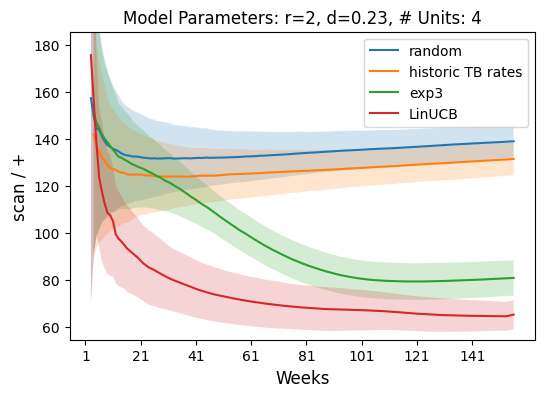 Model Parameters: r=2, d=0.23, # Units: 4
random
historic TB rates
exp3
LinUCB
scan / +
180
160
140
120
100
80
60
1 21 41 61 81 101 121 141
Weeks